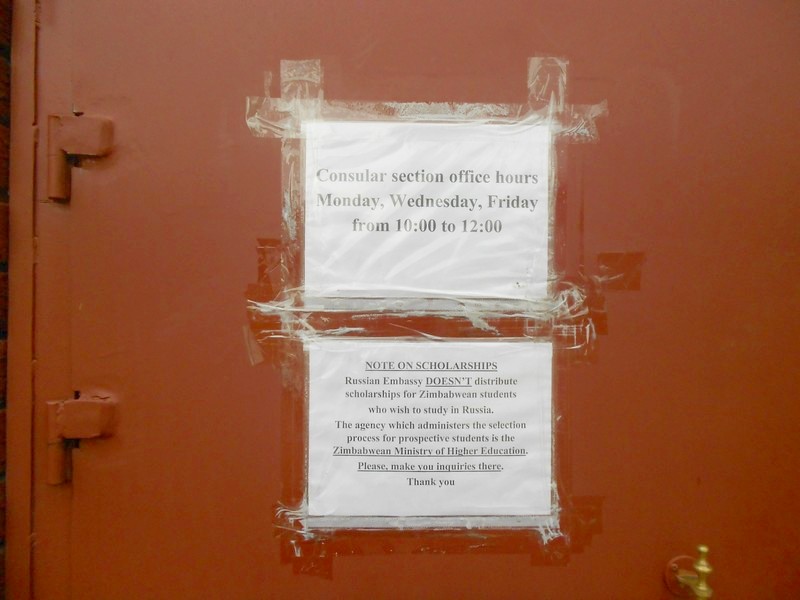 Consular section office hours
Monday, Wednesday, Friday
from 10:00 to 12:00
NOTE ON SCHOLARSHIPS
Russian Embassy DOESN'T distribute
scholarships for Zimbabwean students
who wish to study in Russia.
The agency which administers the selection
process for prospective students is the
Zimbabwean Ministry of Higher Education.
Please, make you inquiries there.
Thank you